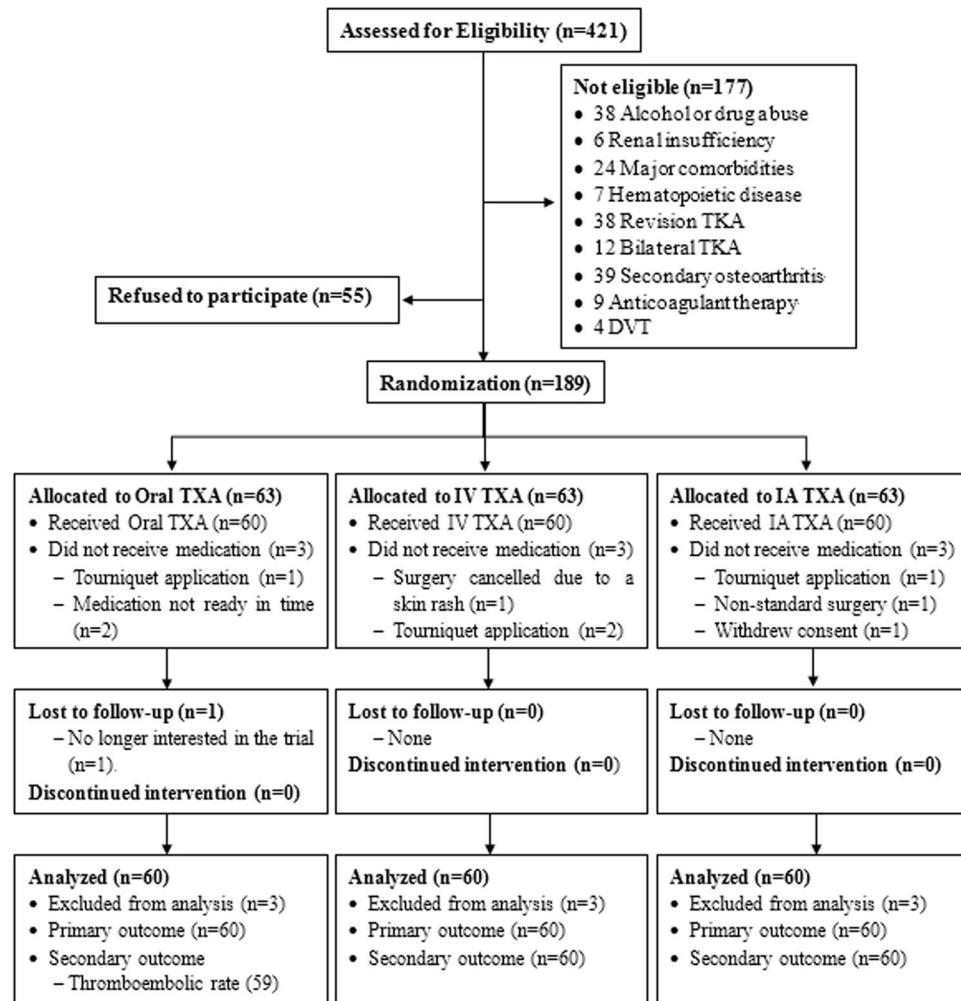 Assessed for Eligibility (n=421)
Not eligible (n=177)
• 38 Alcohol or drug abuse
• 6 Renal insufficiency
• 24 Major comorbidities
• 7 Hematopoietic disease
• 38 Revision TKA
• 12 Bilateral TKA
• 39 Secondary osteoarthritis
• 9 Anticoagulant therapy
• 4 DVT
Refused to participate (n=55)
Randomization (n=189)
Allocated to Oral TXA (n=63)
• Received Oral TXA (n=60)
• Did not receive medication (n=3)
– Tourniquet application (n=1)
– Medication not ready in time
(n=2)
Allocated to IV TXA (n=63)
• Received IV TXA (n=60)
• Did not receive medication (n=3)
– Surgery cancelled due to a
skin rash (n=1)
– Tourniquet application (n=2)
Allocated to IA TXA (n=63)
• Received IA TXA (n=60)
• Did not receive medication (n=3)
– Tourniquet application (n=1)
– Non-standard surgery (n=1)
– Withdrew consent (n=1)
Lost to follow-up (n=1)
– No longer interested in the trial
(n=1).
Discontinued intervention (n=0)
Lost to follow-up (n=0)
– None
Discontinued intervention (n=0)
Lost to follow-up (n=0)
– None
Discontinued intervention (n=0)
Analyzed (n=60)
• Excluded from analysis (n=3)
• Primary outcome (n=60)
• Secondary outcome
– Thromboembolic rate (59)
Analyzed (n=60)
• Excluded from analysis (n=3)
• Primary outcome (n=60)
• Secondary outcome (n=60)
Analyzed (n=60)
• Excluded from analysis (n=3)
• Primary outcome (n=60)
• Secondary outcome (n=60)